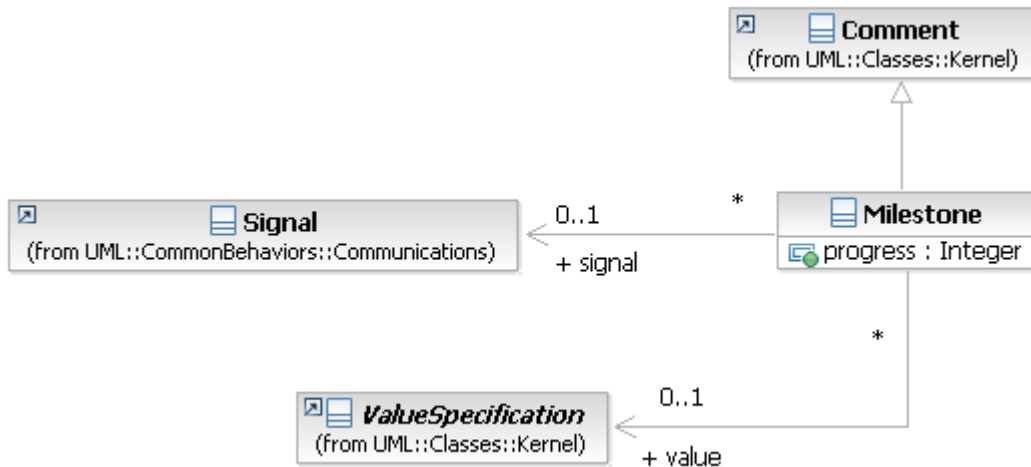 Comment
(from UML::Classes::Kernel)
*
Milestone
Signal
0..1
(from UML::CommonBehaviors::Communications)
progress : Integer
+ signal
*
0..1
ValueSpecification
(from UML::Classes::Kernel)
+ value